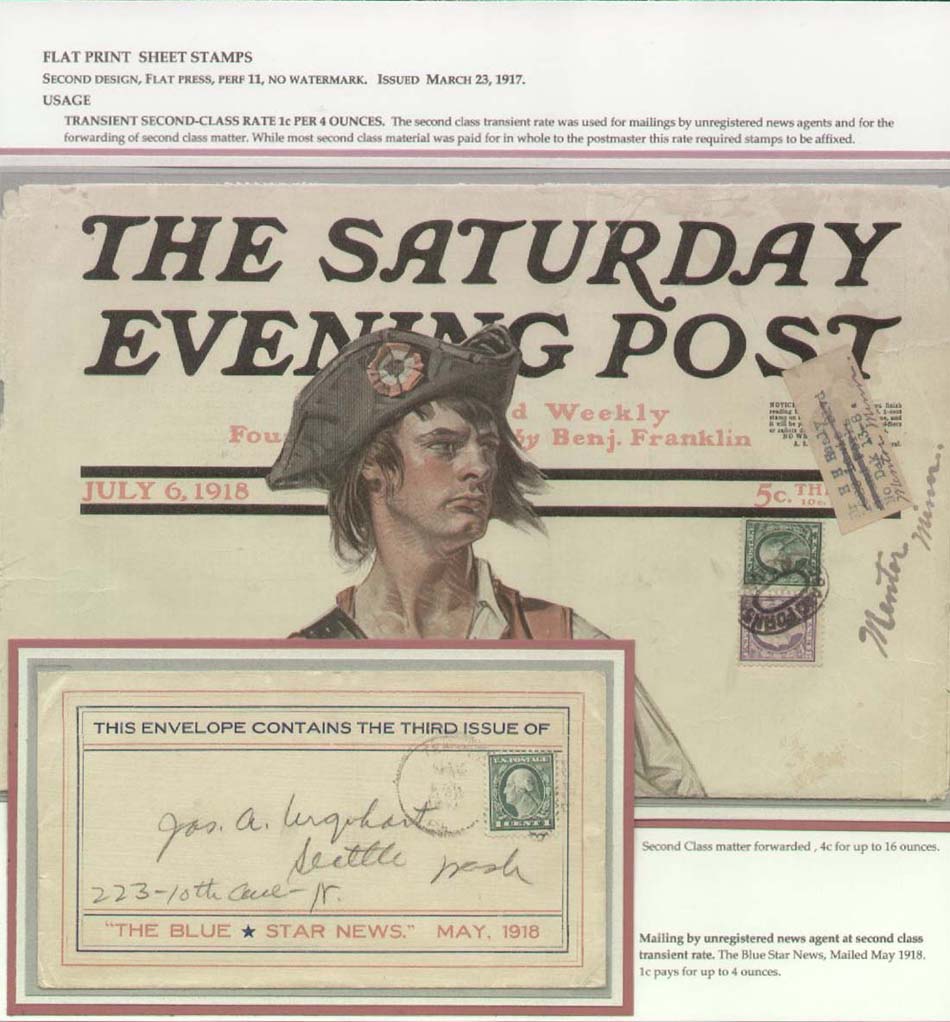 FLAT PRINT SHEET STAMPS
SECOND DESIGN, FLAT PRESS, PERF 11, NO WATERMARK. ISSUED MARCH 23, 1917.
USAGE
TRANSIENT SECOND-CLASS RATE 1c PER 4 OUNCES. The second class transient rate was used for mailings by unregistered news agents and for the
forwarding of second class matter. While most second class material was paid for in whole to the postmaster this rate required stamps to be affixed.
THE SATURDAY
EVENING POST
d Weekly
Fou by Benj. Franklin
NOTICE
JULY 6, 1918
5c. TH
Mentor Minn.
THIS ENVELOPE CONTAINS THE THIRD ISSUE OF
U.S. POSTAGE
1 CENT 1
Jas. A. Urquhart
Seattle Wash
223-10th Ave-N.
"THE BLUE ★ STAR NEWS." MAY, 1918
Second Class matter forwarded , 4c for up to 16 ounces.
Mailing by unregistered news agent at second class
transient rate. The Blue Star News, Mailed May 1918.
1c pays for up to 4 ounces.